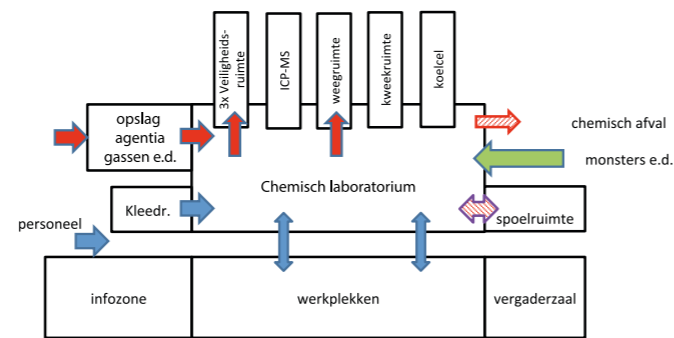 3x Veiligheids-
ruimte
ICP-MS
weegruimte
kweekruimte
koelcel
opslag
agentia
gassen e.d.
chemisch afval
monsters e.d.
Chemisch laboratorium
Kleedr.
spoelruimte
personeel
infozone
werkplekken
vergaderzaal